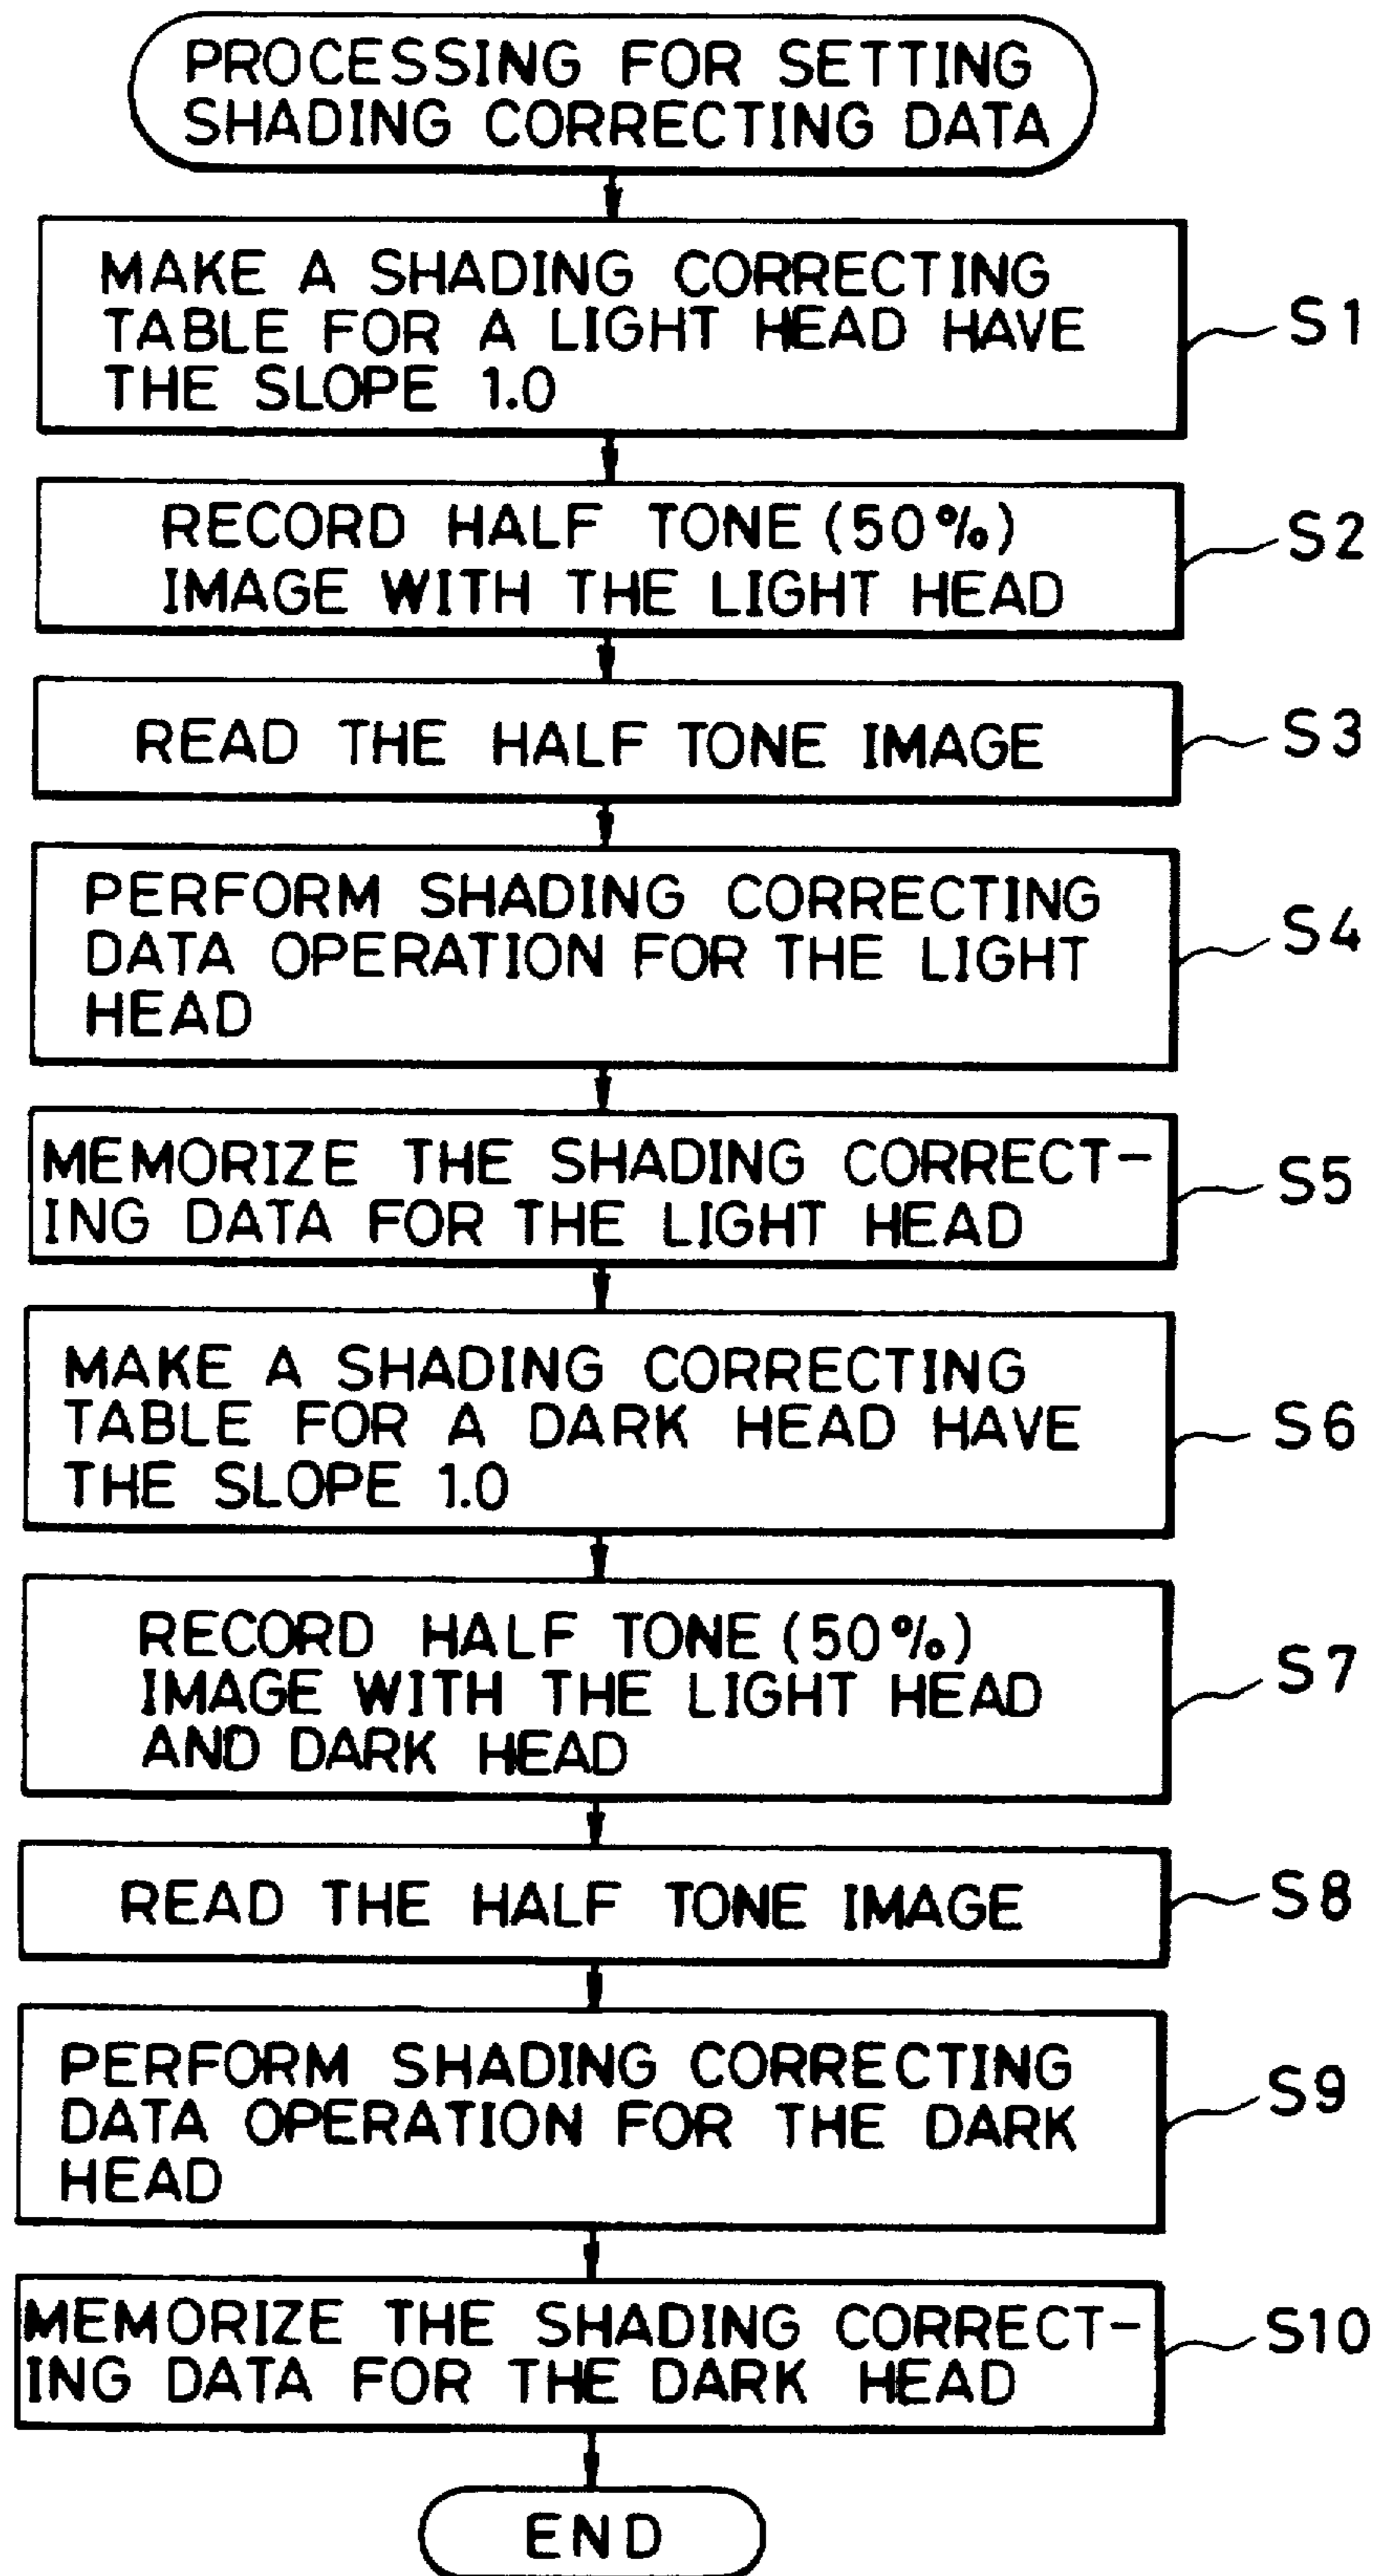 PROCESSING FOR SETTING
SHADING CORRECTING DATA
MAKE A SHADING CORRECTING
TABLE FOR A LIGHT HEAD HAVE
THE SLOPE 1.0
S1
RECORD HALF TONE (50%)
IMAGE WITH THE LIGHT HEAD
S2
READ THE HALF TONE IMAGE
S3
PERFORM SHADING CORRECTING
DATA OPERATION FOR THE LIGHT
HEAD
S4
MEMORIZE THE SHADING CORRECT-
ING DATA FOR THE LIGHT HEAD
S5
MAKE A SHADING CORRECTING
TABLE FOR A DARK HEAD HAVE
THE SLOPE 1.0
S6
RECORD HALF TONE (50%)
IMAGE WITH THE LIGHT HEAD
AND DARK HEAD
S7
READ THE HALF TONE IMAGE
S8
PERFORM SHADING CORRECTING
DATA OPERATION FOR THE DARK
HEAD
S9
MEMORIZE THE SHADING CORRECT-
ING DATA FOR THE DARK HEAD
S10
END